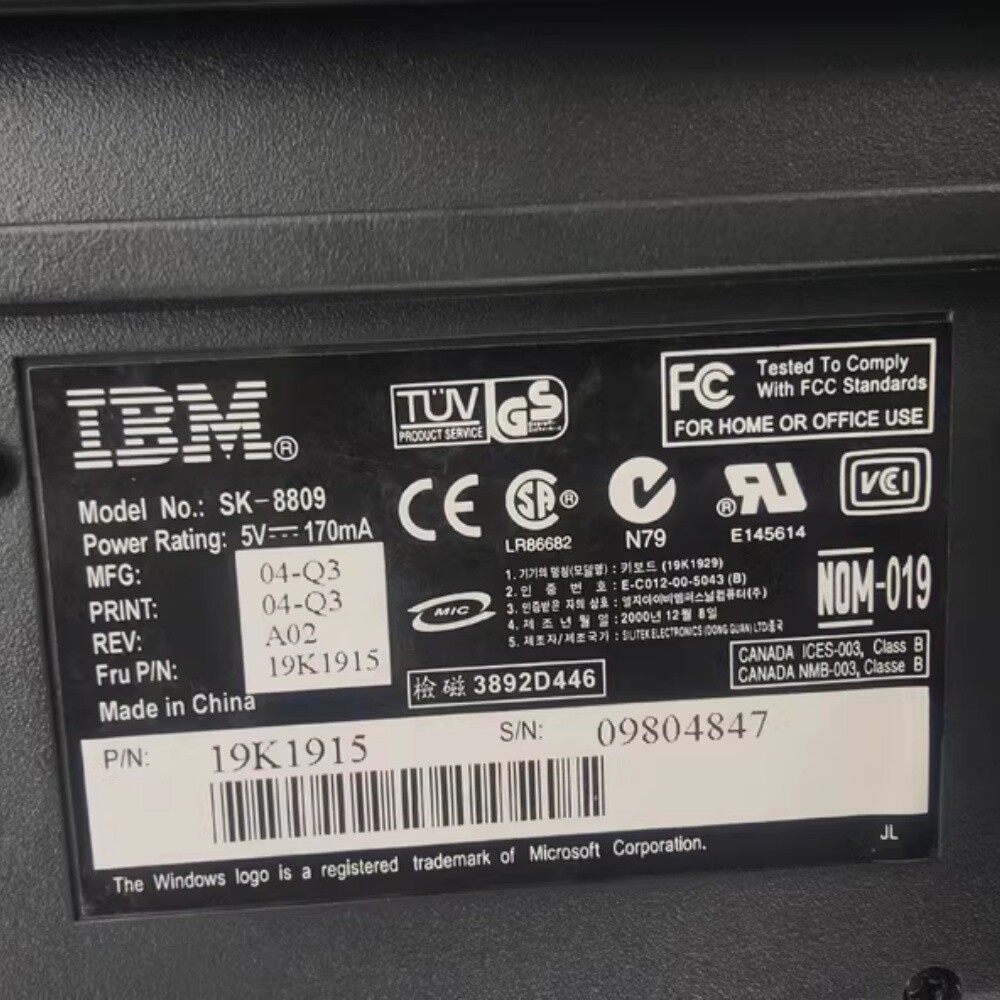 IBM®
TÜV
PRODUCT SERVICE
GS
FC
Tested To Comply
With FCC Standards
FOR HOME OR OFFICE USE
Model No.: SK-8809
Power Rating: 5V⎓170mA
CE
SA®
LR86682
N79
®
E145614
VCI
MFG: 04-Q3
PRINT: 04-Q3
REV: A02
Fru P/N: 19K1915
Made in China
MIC
1. 기기의 명칭(모델명) : 키보드 (19K1929)
2. 인 증 번 호 : E-C012-00-5043 (B)
3. 인증받은 자의 상호 : 엘지아이비엠퍼스널컴퓨터(주)
4. 제 조 년 월 일 : 2000년 12월 8일
5. 제조자/제조국가 : SILITEK ELECTRONICS (DONG GUAN) LTD/중국
NOM-019
檢磁 3892D446
CANADA ICES-003, Class B
CANADA NMB-003, Classe B
P/N: 19K1915
S/N: 09804847
JL
The Windows logo is a registered trademark of Microsoft Corporation.